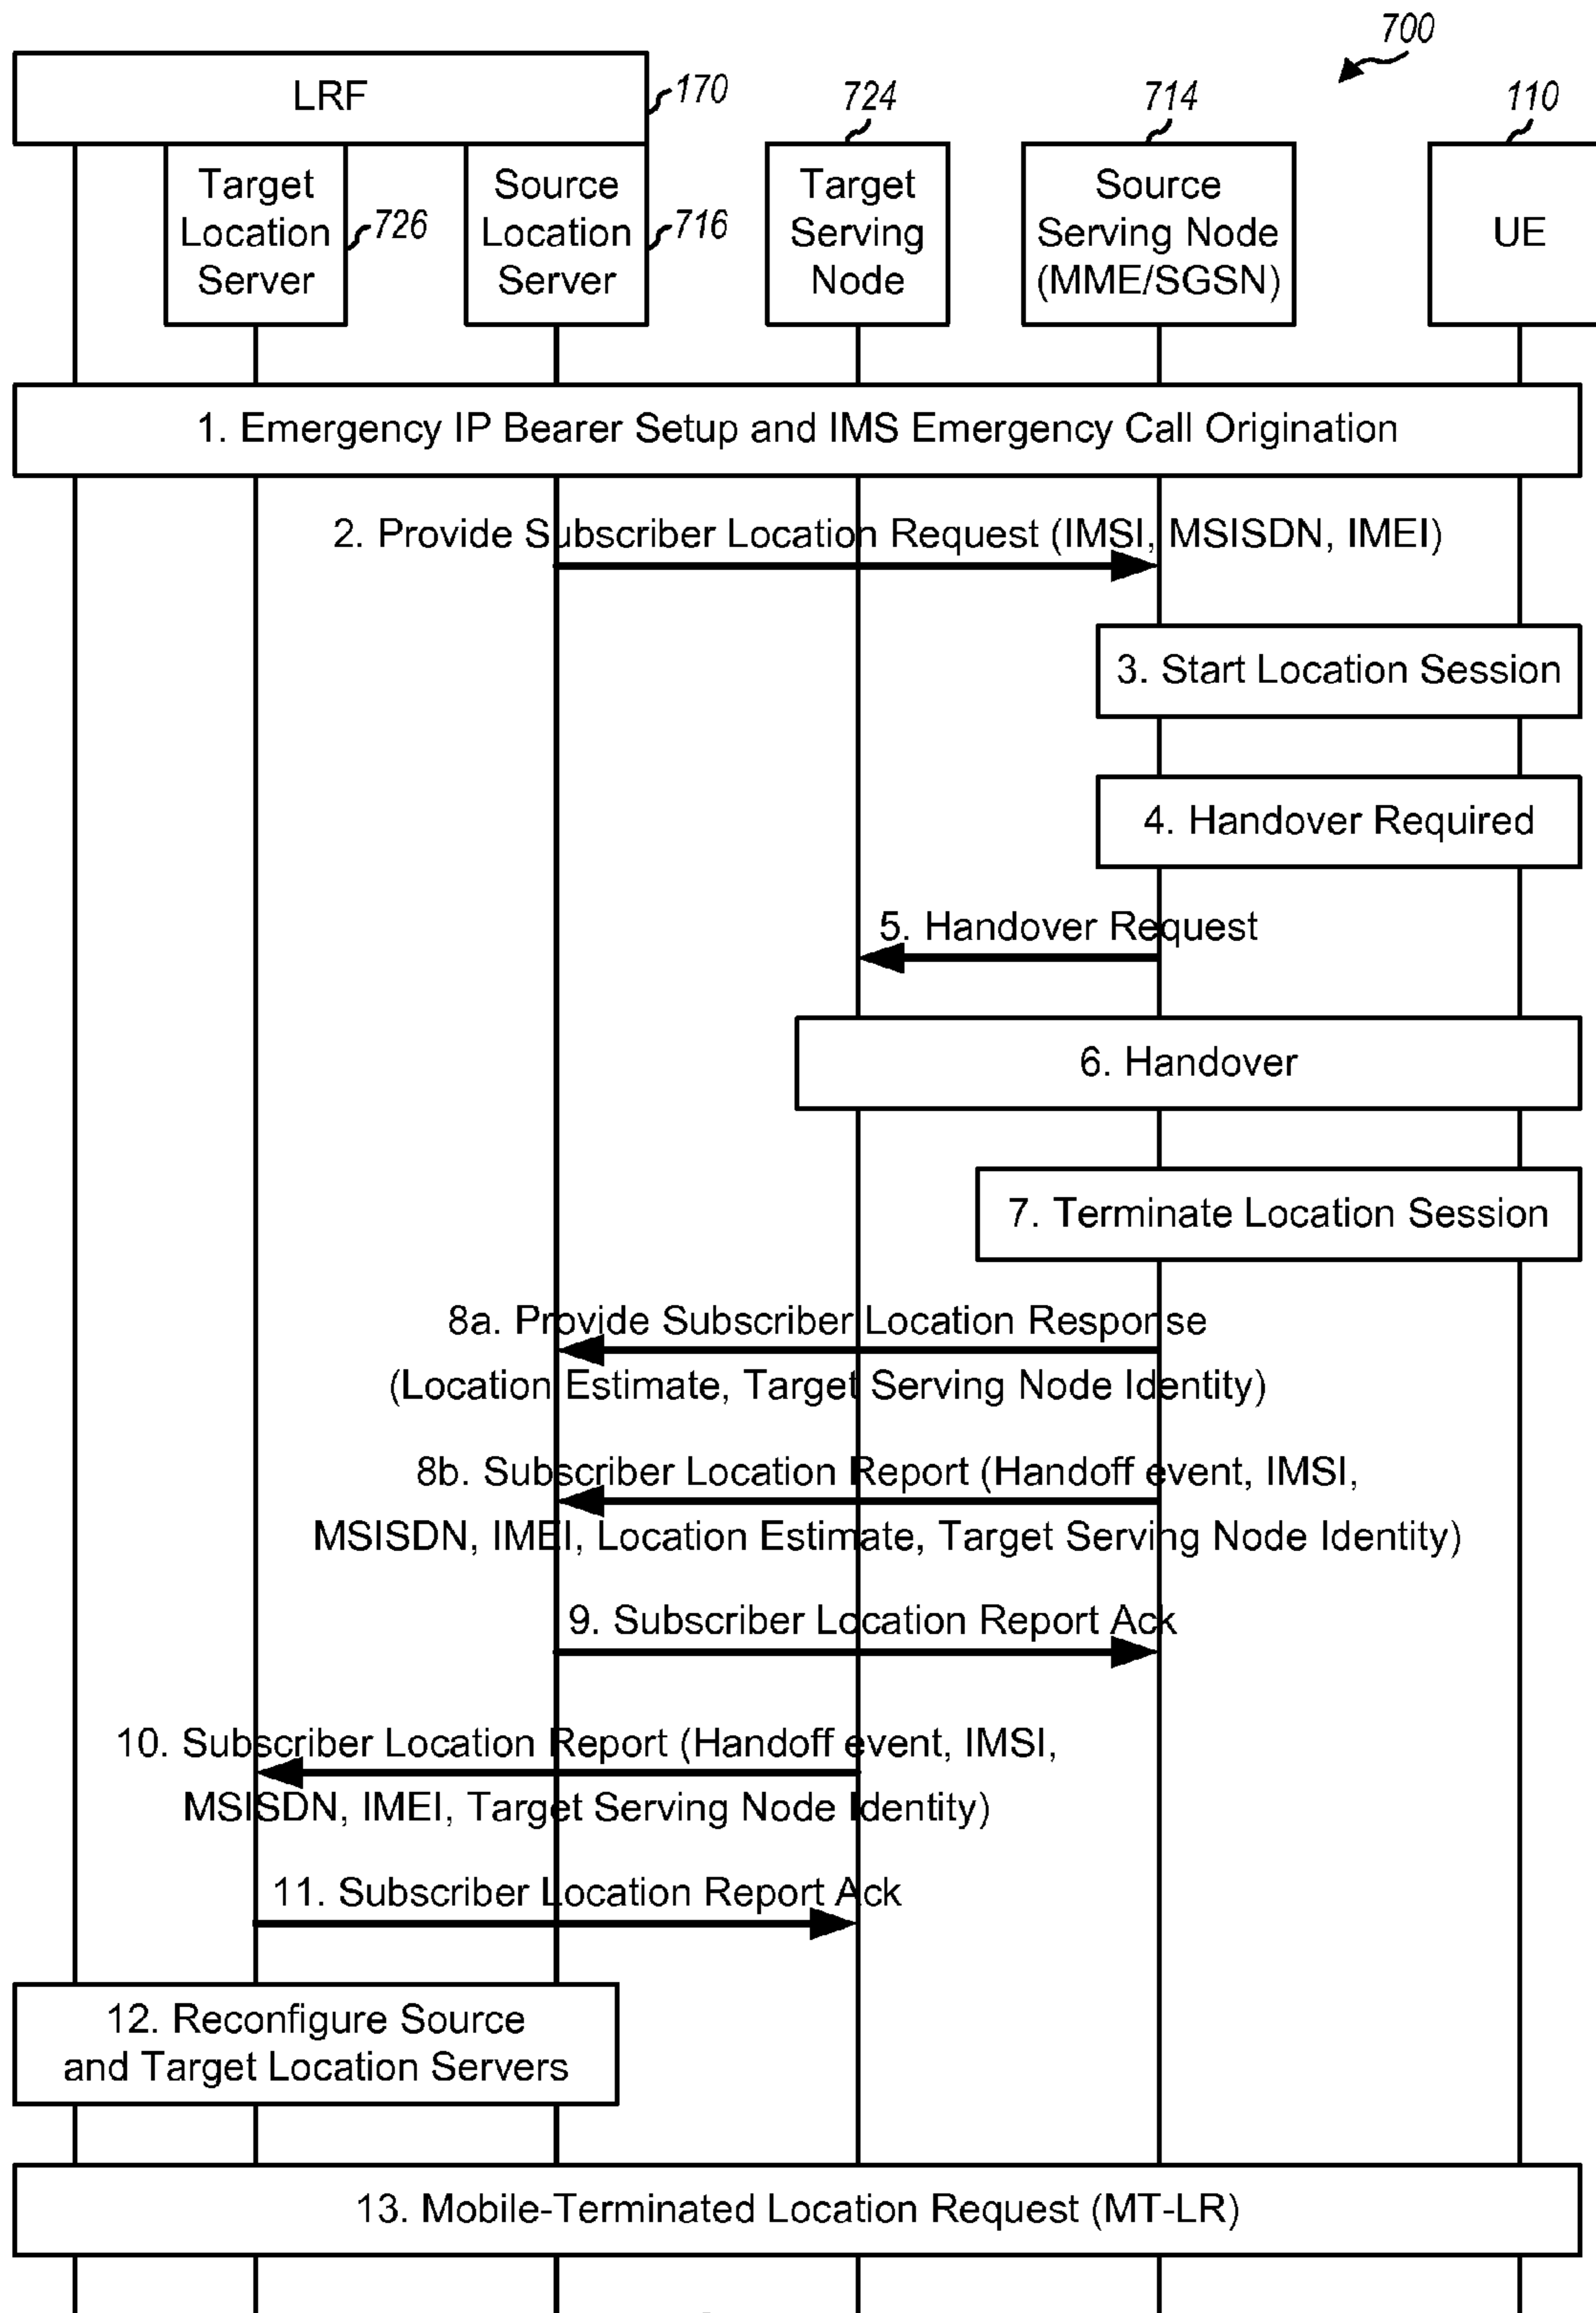 700
LRF
170
724
714
110
Target
Location
Server
726
Source
Location
Server
716
Target
Serving
Node
Source
Serving Node
(MME/SGSN)
UE
1. Emergency IP Bearer Setup and IMS Emergency Call Origination
2. Provide Subscriber Location Request (IMSI, MSISDN, IMEI)
3. Start Location Session
4. Handover Required
5. Handover Request
6. Handover
7. Terminate Location Session
8a. Provide Subscriber Location Response
(Location Estimate, Target Serving Node Identity)
8b. Subscriber Location Report (Handoff event, IMSI,
MSISDN, IMEI, Location Estimate, Target Serving Node Identity)
9. Subscriber Location Report Ack
10. Subscriber Location Report (Handoff event, IMSI,
MSISDN, IMEI, Target Serving Node Identity)
11. Subscriber Location Report Ack
12. Reconfigure Source
and Target Location Servers
13. Mobile-Terminated Location Request (MT-LR)